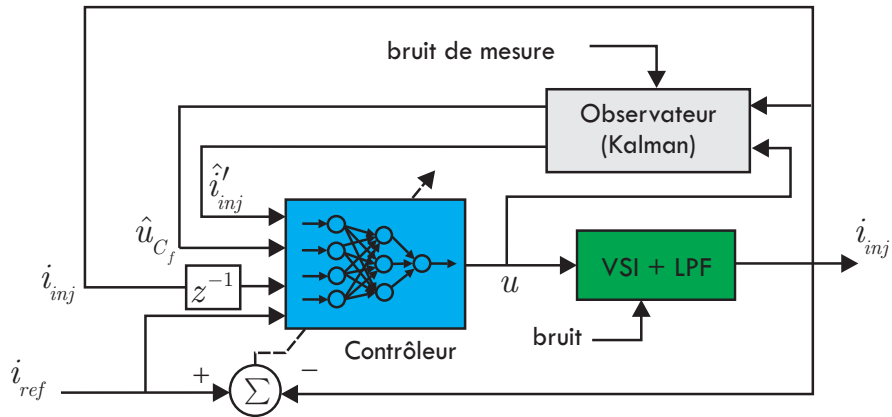 bruit de mesure
Observateur
(Kalman)
î'inj
ûCf
iinj
z⁻¹
u
VSI + LPF
iinj
bruit
Contrôleur
iref
+
Σ
−